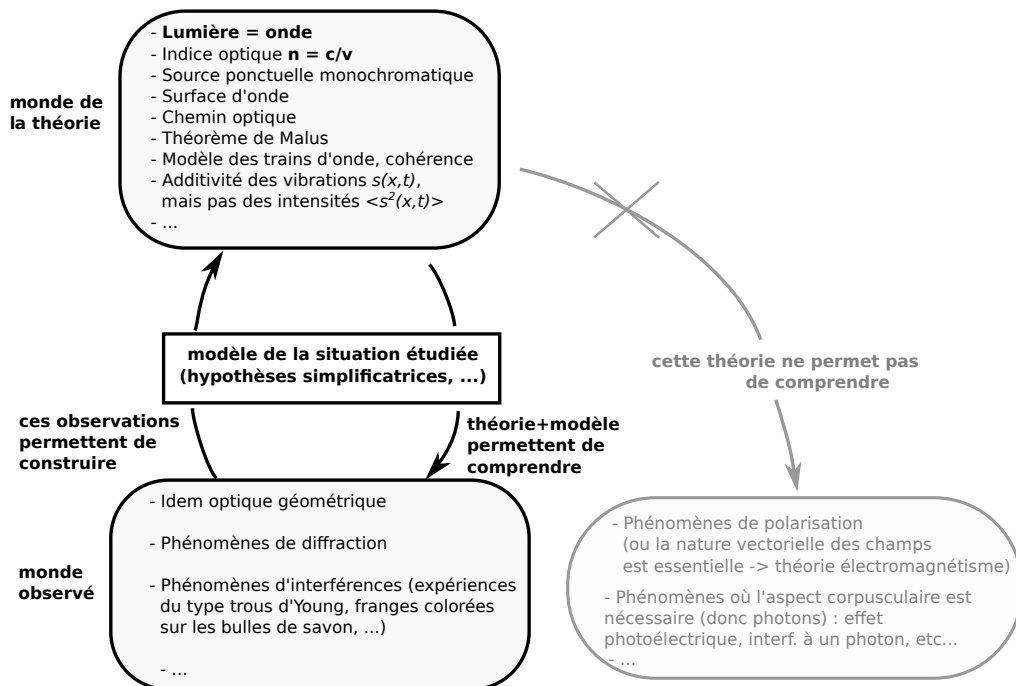 - Lumière = onde
- Indice optique n = c/v
- Source ponctuelle monochromatique
- Surface d'onde
- Chemin optique
- Théorème de Malus
- Modèle des trains d'onde, cohérence
- Additivité des vibrations s(x,t),
mais pas des intensités <s²(x,t)>
- ...
monde de
la théorie
modèle de la situation étudiée
(hypothèses simplificatrices, ...)
cette théorie ne permet pas
de comprendre
ces observations
permettent de
construire
théorie+modèle
permettent de
comprendre
monde
observé
- Idem optique géométrique
- Phénomènes de diffraction
- Phénomènes d'interférences (expériences
du type trous d'Young, franges colorées
sur les bulles de savon, ...)
- ...
- Phénomènes de polarisation
(ou la nature vectorielle des champs
est essentielle -> théorie électromagnétisme)
- Phénomènes où l'aspect corpusculaire est
nécessaire (donc photons) : effet
photoélectrique, interf. à un photon, etc...
- ...